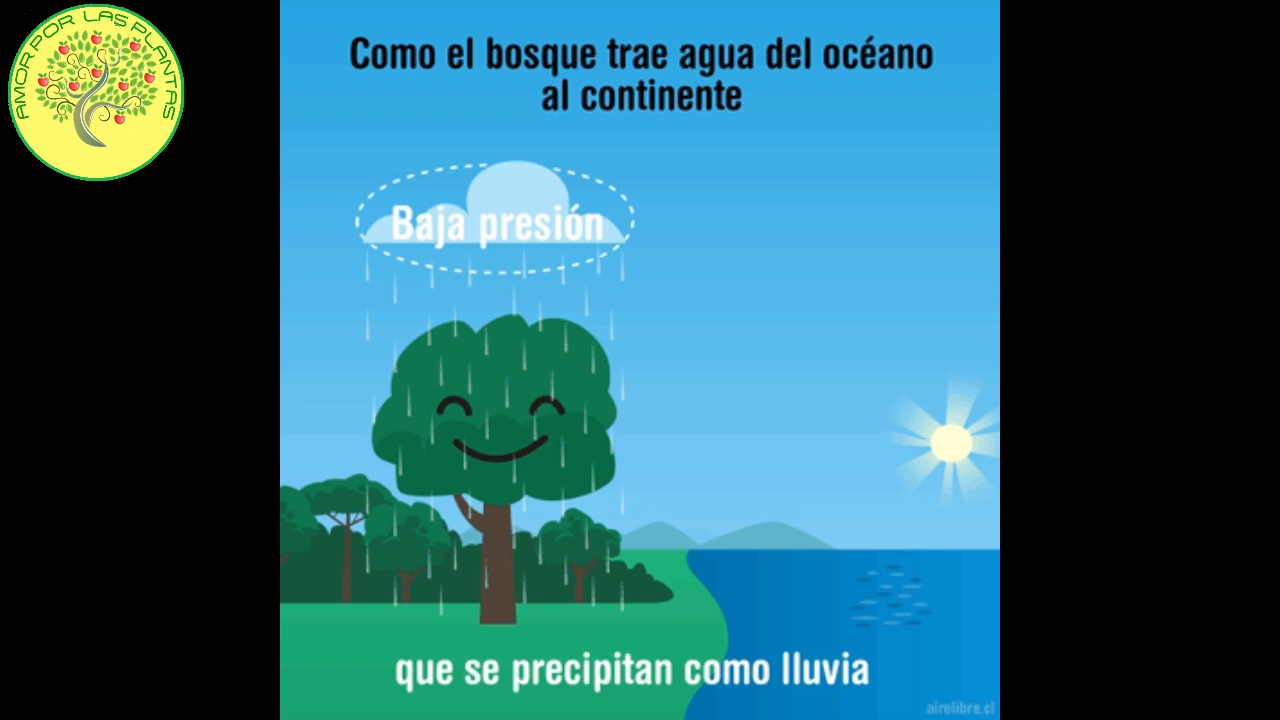 AMOR POR LAS PLANTAS
Como el bosque trae agua del océano
al continente
Baja presión
que se precipitan como lluvia
airelibre.cl